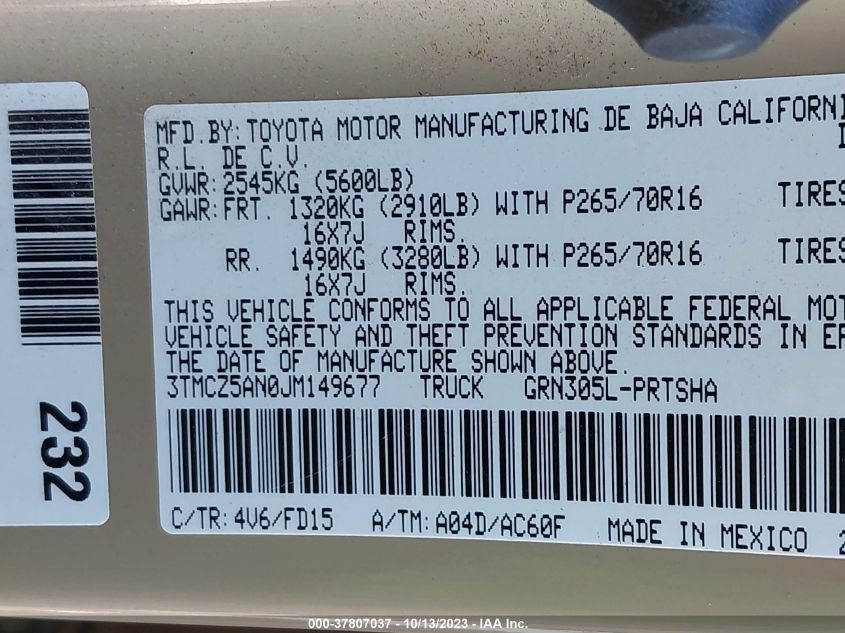 MFD.BY: TOYOTA MOTOR MANUFACTURING DE BAJA
R.L. DE C.V.
GVWR: 2545KG (5600LB)
GAWR: FRT. 1320KG (2910LB) WITH P265/70R16 TIRES
16X7J RIMS.
RR. 1490KG (3280LB) WITH P265/70R16 TIRES
16X7J RIMS.
THIS VEHICLE CONFORMS TO ALL APPLICABLE FEDERAL
VEHICLE SAFETY AND THEFT PREVENTION STANDARDS IN
THE DATE OF MANUFACTURE SHOWN ABOVE.
3TMCZ5AN0JM149677 TRUCK GRN305L-PRTSHA
C/TR: 4V6/FD15 A/TM: A04D/AC60F MADE IN MEXICO
232
000-37807037 - 10/13/2023 - IAA Inc.